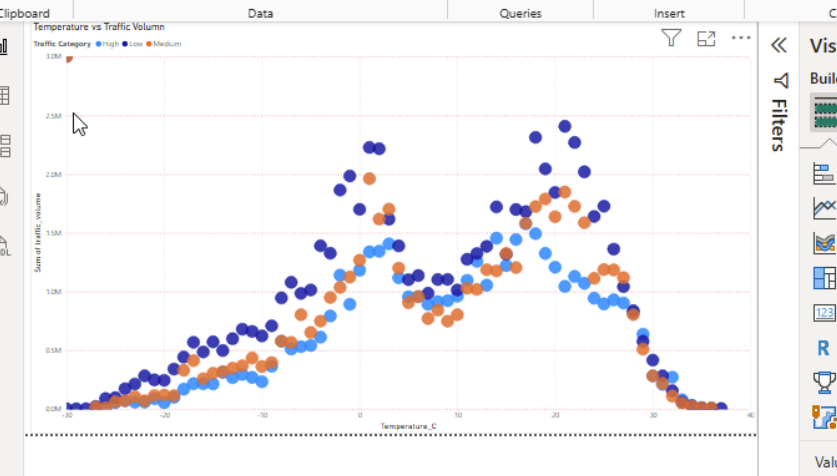 Clipboard Data Queries Insert C
Temperature vs Traffic Volumn
Traffic Category High Low Medium
Vis
Buil
Filters
3.0M
2.5M
2.0M
1.5M
1.0M
0.5M
0.0M
Sum of traffic_volume
-30 -20 -10 0 10 20 30 40
Temperature_C
123
R
Valu